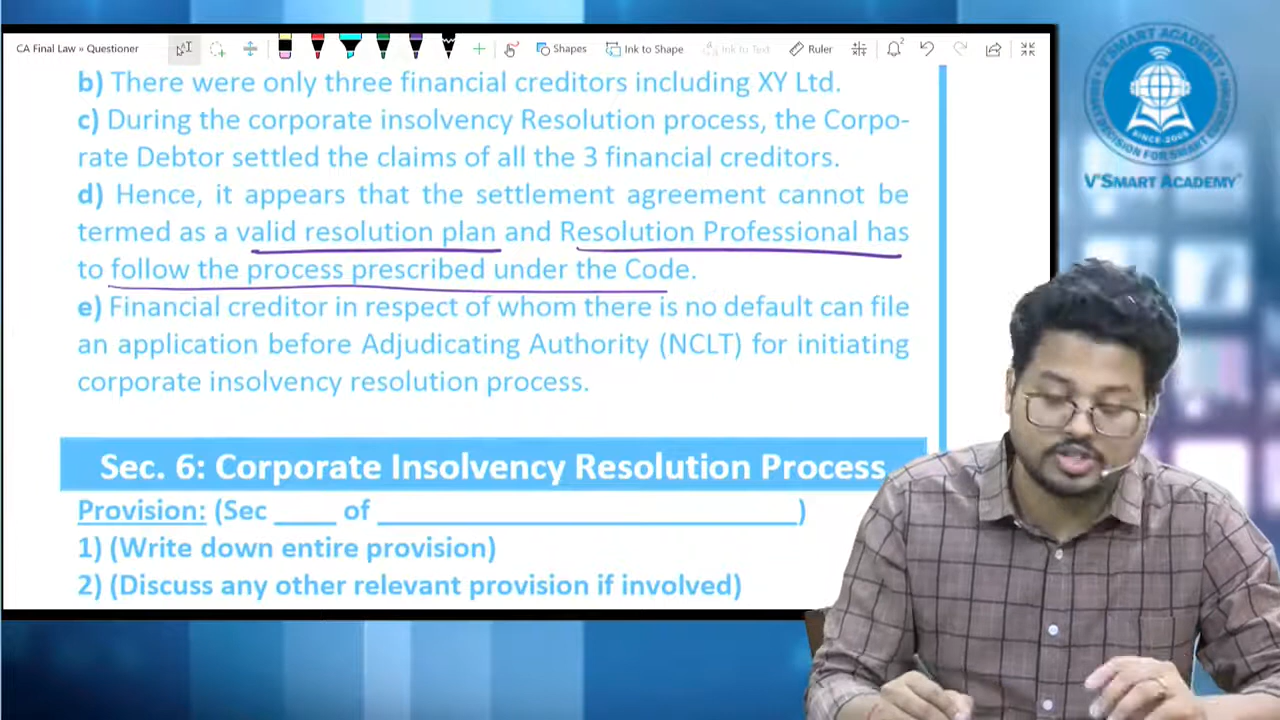 CA Final Law » Questioner
Shapes
Ink to Shape
Ink to Text
Ruler
2
b) There were only three financial creditors including XY Ltd.
c) During the corporate insolvency Resolution process, the Corpo-
rate Debtor settled the claims of all the 3 financial creditors.
d) Hence, it appears that the settlement agreement cannot be
termed as a valid resolution plan and Resolution Professional has
to follow the process prescribed under the Code.
e) Financial creditor in respect of whom there is no default can file
an application before Adjudicating Authority (NCLT) for initiating
corporate insolvency resolution process.
Sec. 6: Corporate Insolvency Resolution Process
Provision: (Sec ____ of ____________________________)
1) (Write down entire provision)
2) (Discuss any other relevant provision if involved)
V'SMART ACADEMY
SINCE 2006
V'SMART ACADEMY